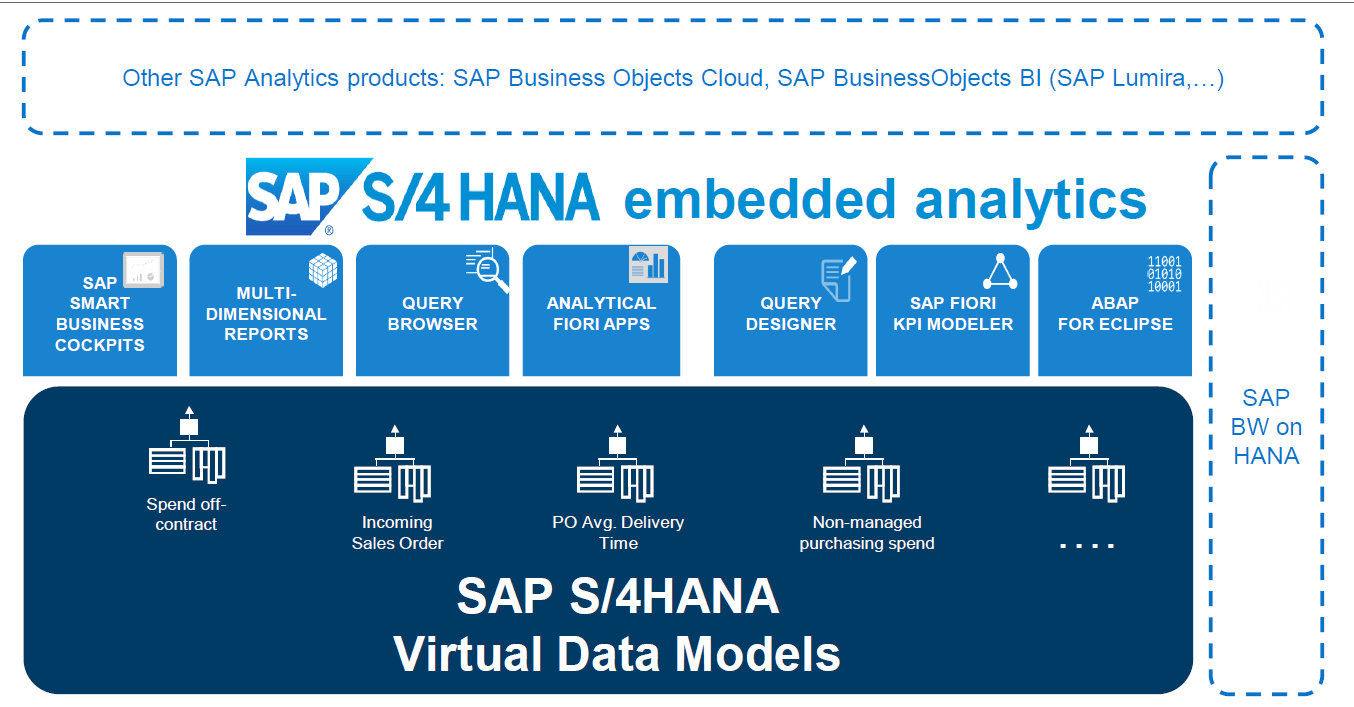 Other SAP Analytics products: SAP Business Objects Cloud, SAP BusinessObjects BI (SAP Lumira,…)
SAP® S/4 HANA embedded analytics
SAP
SMART
BUSINESS
COCKPITS
MULTI-
DIMENSIONAL
REPORTS
QUERY
BROWSER
ANALYTICAL
FIORI APPS
QUERY
DESIGNER
SAP FIORI
KPI MODELER
11001
01010
10001
ABAP
FOR ECLIPSE
Spend off-
contract
Incoming
Sales Order
PO Avg. Delivery
Time
Non-managed
purchasing spend
. . . .
SAP S/4HANA
Virtual Data Models
SAP
BW on
HANA